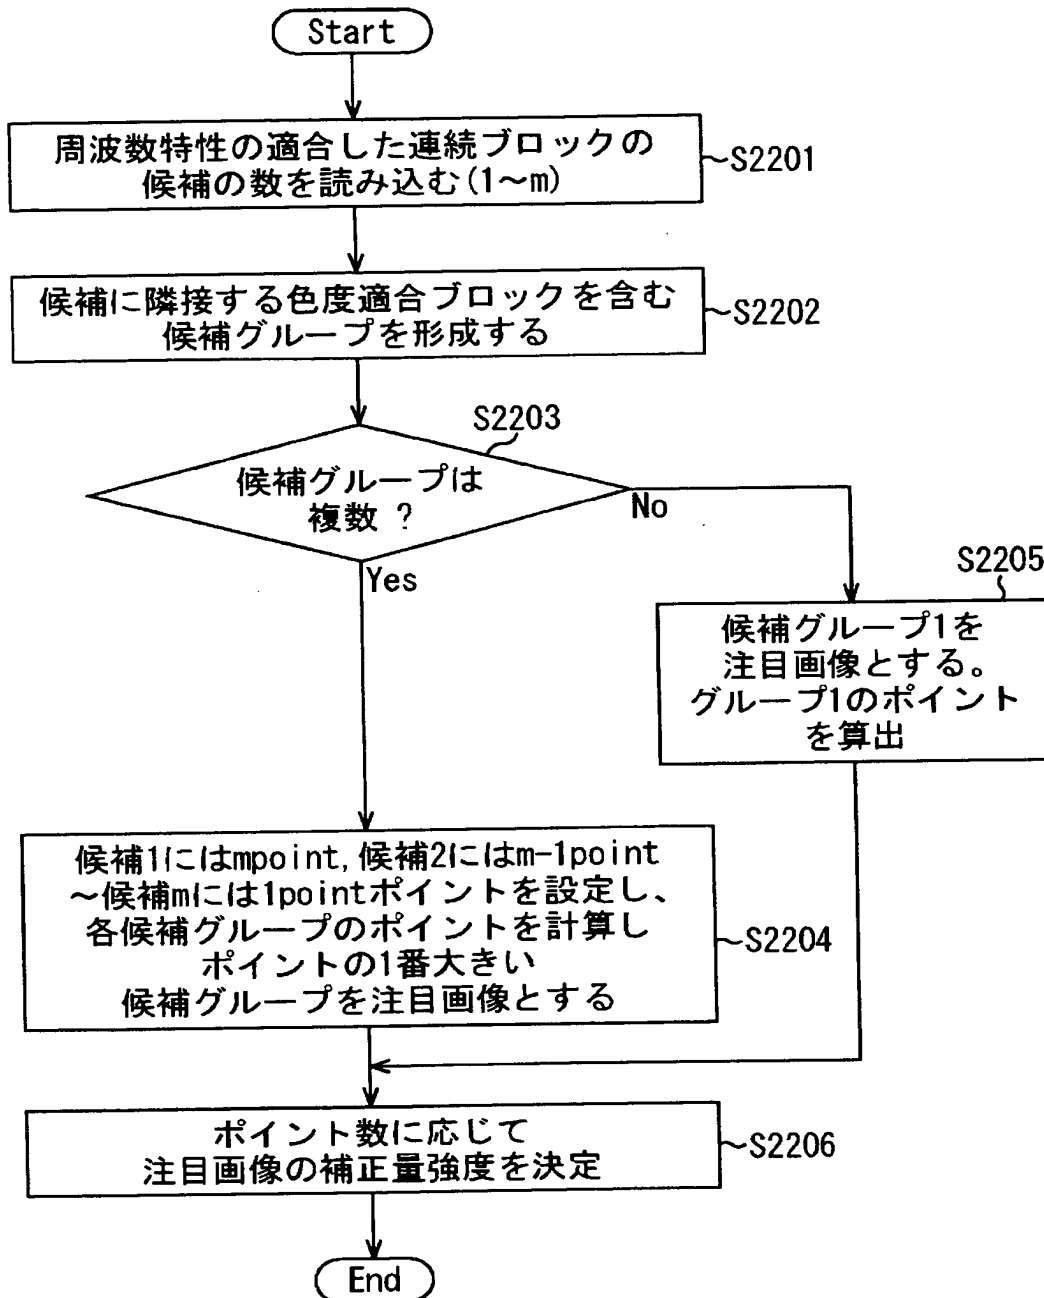 Start
周波数特性の適合した連続ブロックの
候補の数を読み込む(1～m)
～S2201
候補に隣接する色度適合ブロックを含む
候補グループを形成する
～S2202
S2203
候補グループは
複数 ?
No
Yes
S2205
候補グループ1を
注目画像とする。
グループ1のポイント
を算出
候補1にはmpoint,候補2にはm-1point
～候補mには1pointポイントを設定し、
各候補グループのポイントを計算し
ポイントの1番大きい
候補グループを注目画像とする
～S2204
ポイント数に応じて
注目画像の補正量強度を決定
～S2206
End